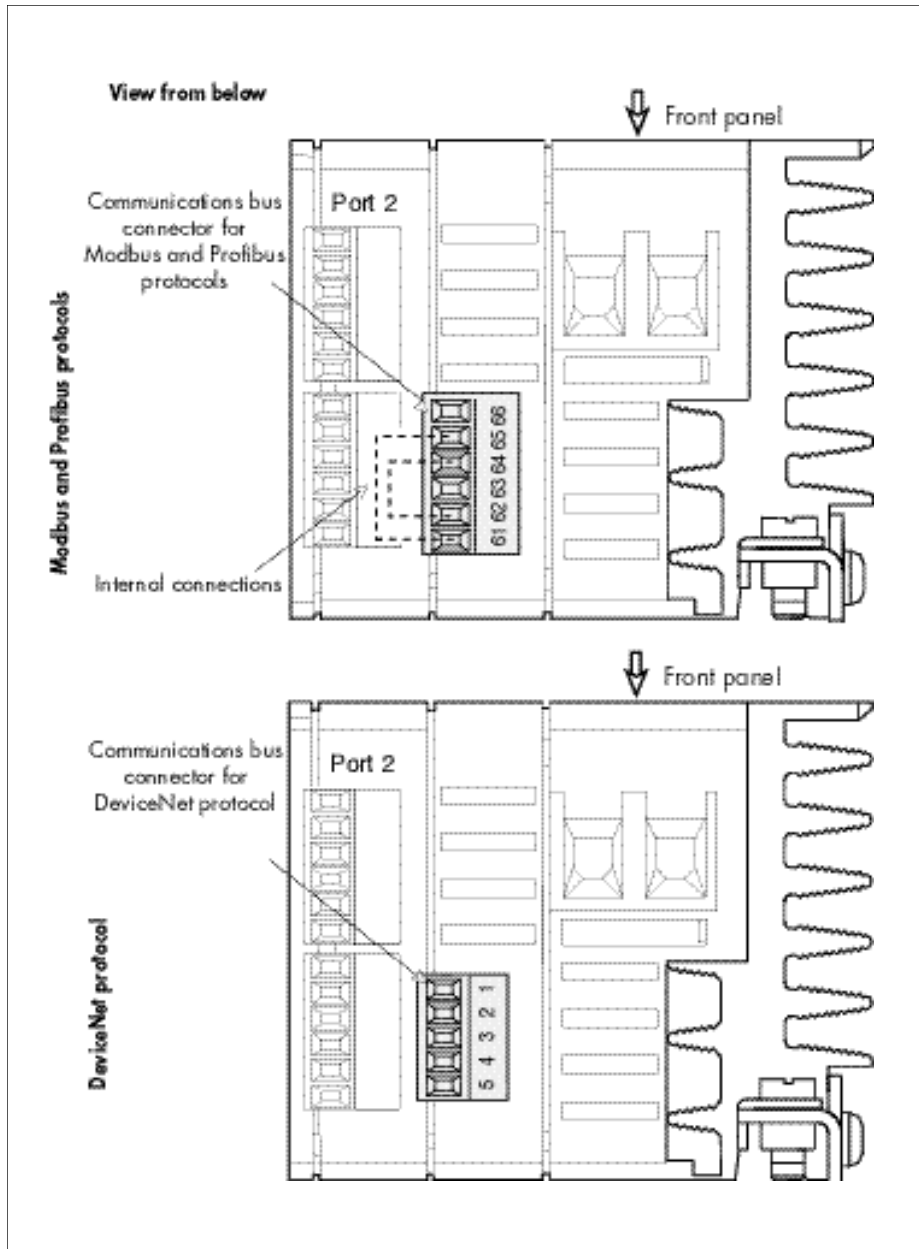 View from below
Front panel
Port 2
Communications bus
connector for
Modbus and Profibus
protocols
Modbus and Profibus protocols
66
65
64
63
62
61
Internal connections
Front panel
Communications bus
connector for
DeviceNet protocol
Port 2
DeviceNet protocol
1
2
3
4
5